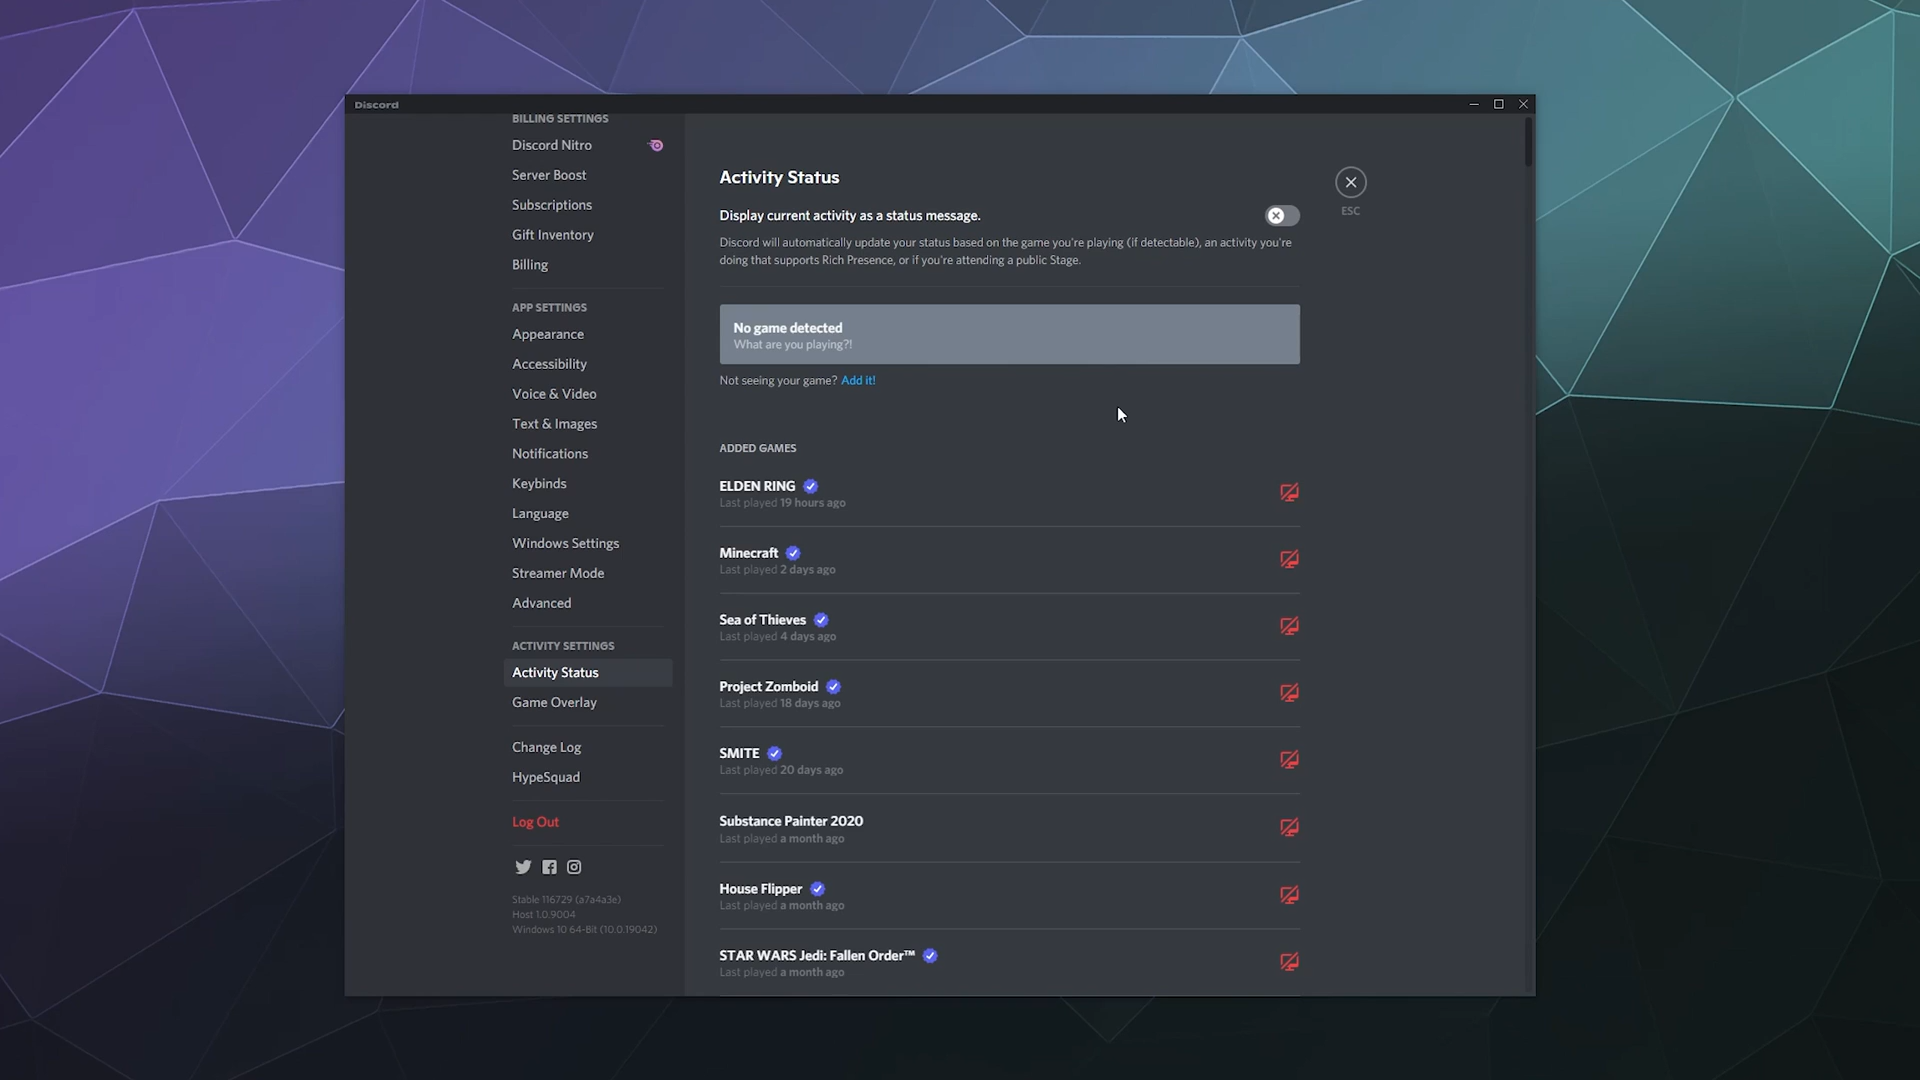 Discord
BILLING SETTINGS
Discord Nitro
Server Boost
Subscriptions
Gift Inventory
Billing
APP SETTINGS
Appearance
Accessibility
Voice & Video
Text & Images
Notifications
Keybinds
Language
Windows Settings
Streamer Mode
Advanced
ACTIVITY SETTINGS
Activity Status
Game Overlay
Change Log
HypeSquad
Log Out
Stable 116729 (a7a4a3e)
Host 1.0.9004
Windows 10 64-Bit (10.0.19042)
Activity Status
Display current activity as a status message.
Discord will automatically update your status based on the game you're playing (if detectable), an activity you're
doing that supports Rich Presence, or if you're attending a public Stage.
ESC
No game detected
What are you playing?!
Not seeing your game? Add it!
ADDED GAMES
ELDEN RING
Last played 19 hours ago
Minecraft
Last played 2 days ago
Sea of Thieves
Last played 4 days ago
Project Zomboid
Last played 18 days ago
SMITE
Last played 20 days ago
Substance Painter 2020
Last played a month ago
House Flipper
Last played a month ago
STAR WARS Jedi: Fallen Order™
Last played a month ago